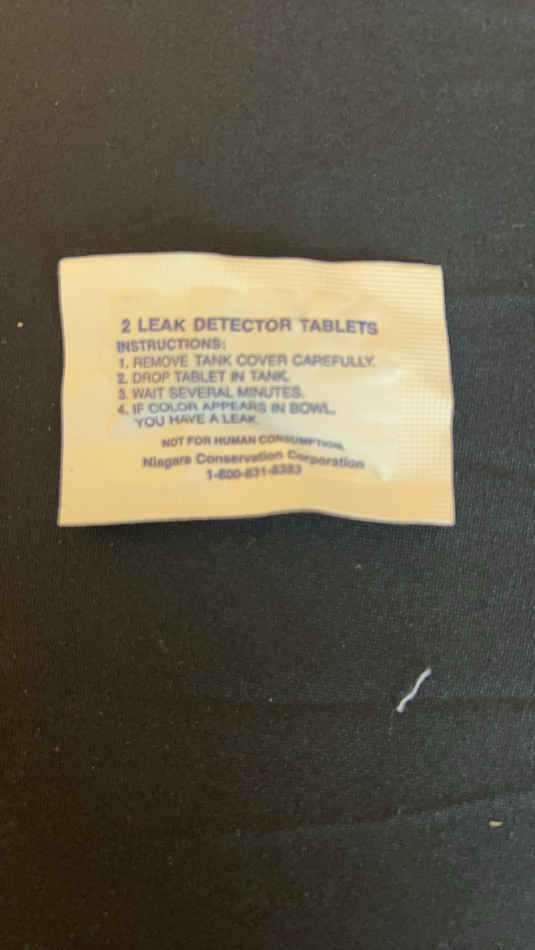 2 LEAK DETECTOR TABLETS
INSTRUCTIONS:
1. REMOVE TANK COVER CAREFULLY.
2. DROP TABLET IN TANK.
3. WAIT SEVERAL MINUTES.
4. IF COLOR APPEARS IN BOWL,
YOU HAVE A LEAK.
NOT FOR HUMAN CONSUMPTION.
Niagara Conservation Corporation
1-800-831-8383